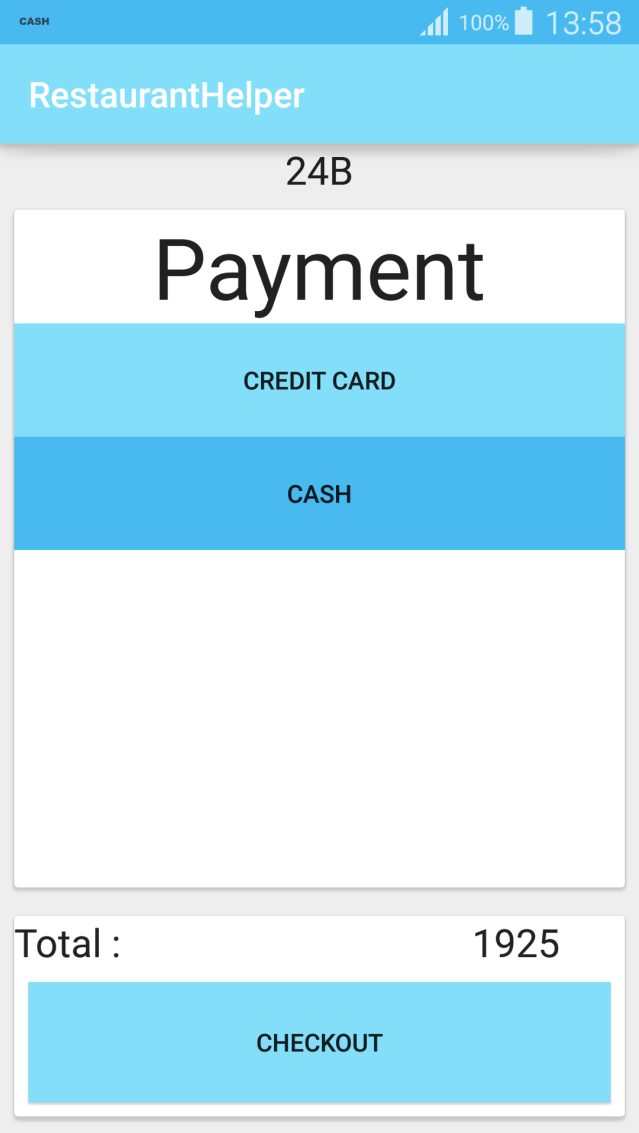 CASH 100% 13:58
RestaurantHelper
24B
Payment
CREDIT CARD
CASH
Total : 1925
CHECKOUT